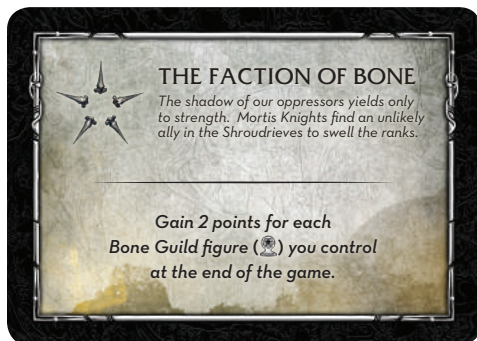 THE FACTION OF BONE
The shadow of our oppressors yields only
to strength. Mortis Knights find an unlikely
ally in the Shroudrieves to swell the ranks.
Gain 2 points for each
Bone Guild figure () you control
at the end of the game.